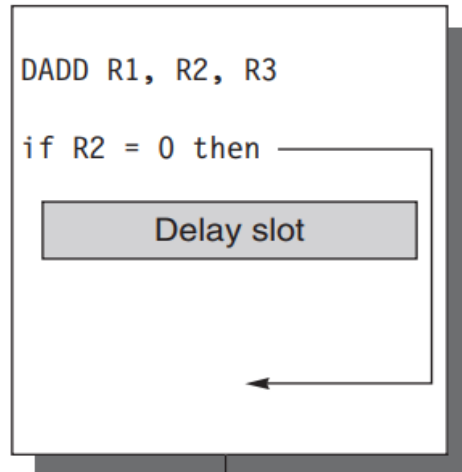 DADD R1, R2, R3
if R2 = 0 then
Delay slot